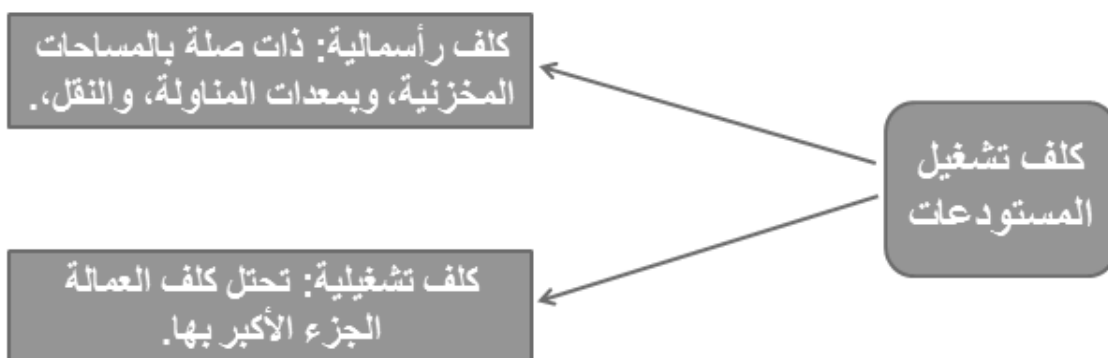 كلف رأسمالية: ذات صلة بالمساحات
المخزنية، وبمعدات المناولة، والنقل،.
كلف تشغيل
المستودعات
كلف تشغيلية: تحتل كلف العمالة
الجزء الأكبر بها.